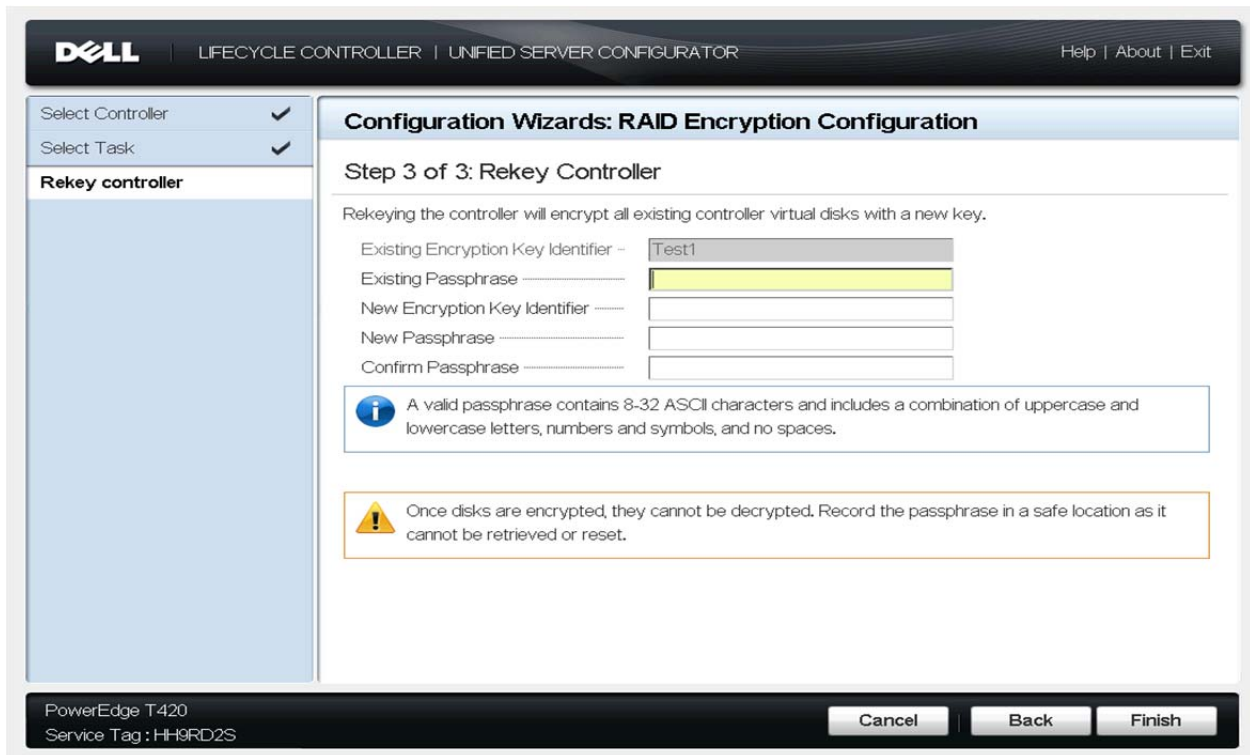 DELL
LIFECYCLE CONTROLLER | UNIFIED SERVER CONFIGURATOR
Help | About | Exit
Select Controller
Select Task
Rekey controller
Configuration Wizards: RAID Encryption Configuration
Step 3 of 3: Rekey Controller
Rekeying the controller will encrypt all existing controller virtual disks with a new key.
Existing Encryption Key Identifier
Test1
Existing Passphrase
New Encryption Key Identifier
New Passphrase
Confirm Passphrase
A valid passphrase contains 8-32 ASCII characters and includes a combination of uppercase and
lowercase letters, numbers and symbols, and no spaces.
Once disks are encrypted, they cannot be decrypted. Record the passphrase in a safe location as it
cannot be retrieved or reset.
PowerEdge T420
Service Tag : HH9RD2S
Cancel
Back
Finish